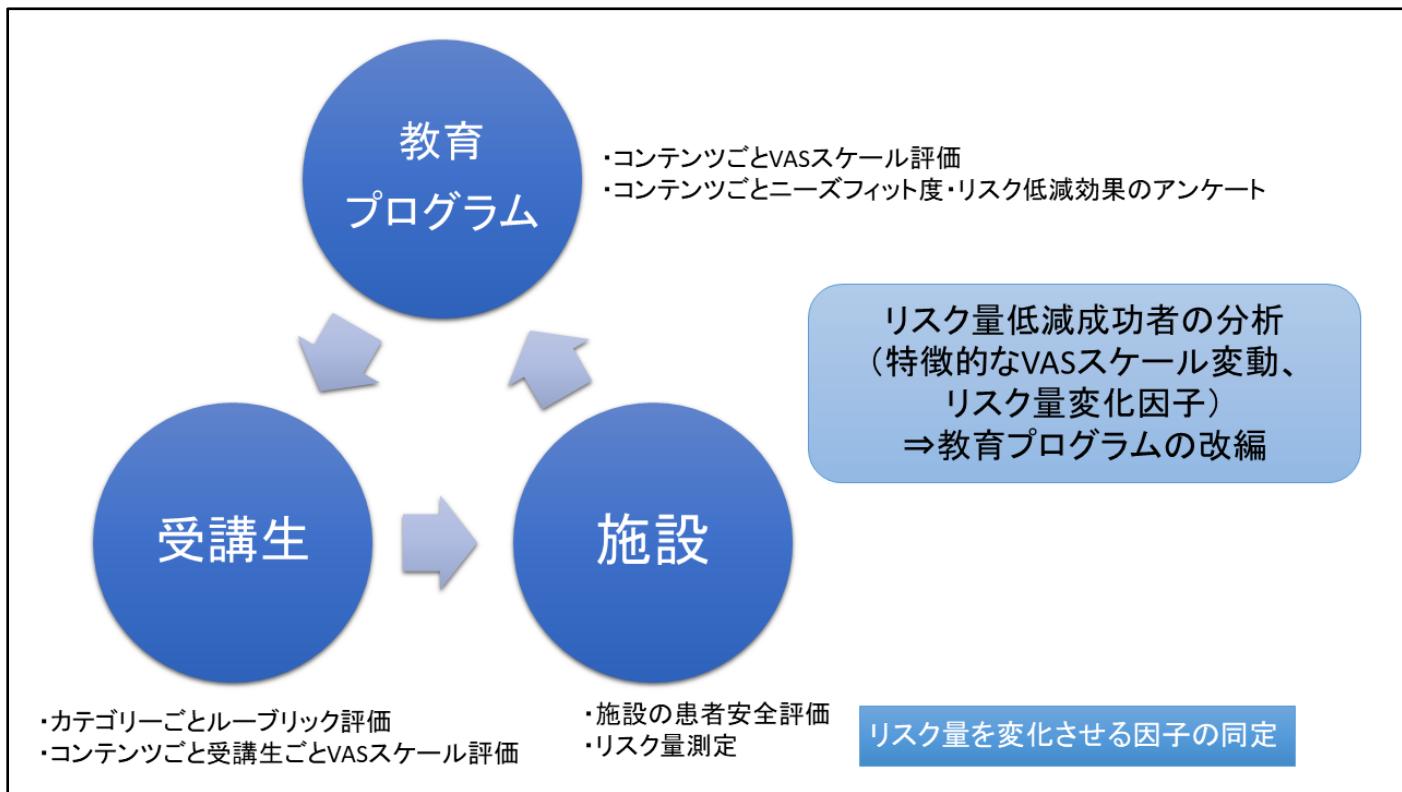 教育
プログラム
・コンテンツごとVASスケール評価
・コンテンツごとニーズフィット度・リスク低減効果のアンケート
リスク量低減成功者の分析
（特徴的なVASスケール変動、
リスク量変化因子）
⇒教育プログラムの改編
受講生
施設
・カテゴリーごとルーブリック評価
・コンテンツごと受講生ごとVASスケール評価
・施設の患者安全評価
・リスク量測定
リスク量を変化させる因子の同定